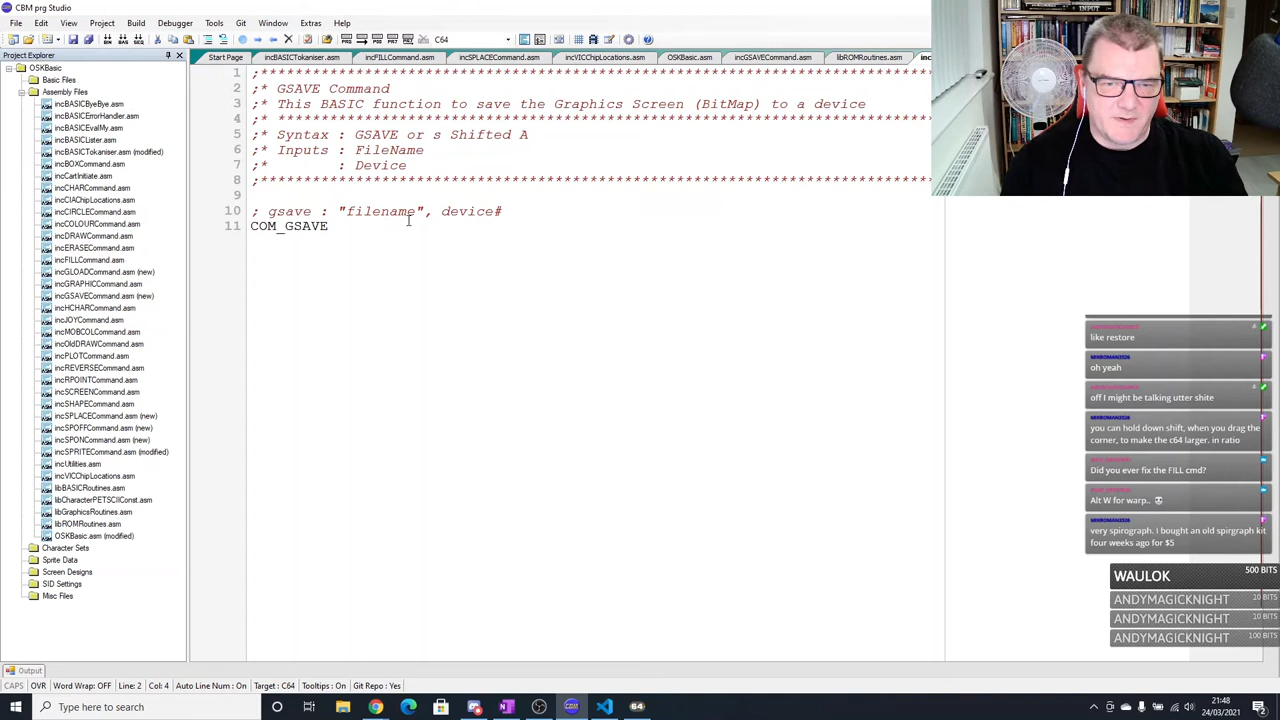 CBM prg Studio
File Edit View Project Build Debugger Tools Git Window Extras Help
BIN BAS SEQ C64
Project Explorer
Start Page incBASICTokaniser.asm incFILLCommand.asm incSPLACECommand.asm incVICChipLocations.asm OSKBasic.asm incGSAVECommand.asm libROMRoutines.asm
OSKBasic
Basic Files
Assembly Files
incBASICByeBye.asm
incBASICErrorHandler.asm
incBASICEvalMy.asm
incBASICLister.asm
incBASICTokaniser.asm (modified)
incBOXCommand.asm
incCartInitiate.asm
incCHARCommand.asm
incCIAChipLocations.asm
incCIRCLECommand.asm
incCOLOURCommand.asm
incDRAWCommand.asm
incERASECommand.asm
incFILLCommand.asm
incGLOADCommand.asm (new)
incGRAPHICCommand.asm
incGSAVECommand.asm (new)
incHCHARCommand.asm
incJOYCommand.asm
incMOBCOLCommand.asm
incOldDRAWCommand.asm
incPLOTCommand.asm
incREVERSECommand.asm
incRPOINTCommand.asm
incSCREENCommand.asm
incSHAPECommand.asm
incSPLACECommand.asm (new)
incSPOFFCommand.asm (new)
incSPONCommand.asm (new)
incSPRITECommand.asm (modified)
incUtilities.asm
incVICChipLocations.asm
libBASICRoutines.asm
libCharacterPETSCIIConst.asm
libGraphicsRoutines.asm
libROMRoutines.asm
OSKBasic.asm (modified)
Character Sets
Sprite Data
Screen Designs
SID Settings
Misc Files
1 ;*******************************************************************************
2 ;* GSAVE Command
3 ;* This BASIC function to save the Graphics Screen (BitMap) to a device
4 ;*******************************************************************************
5 ;* Syntax : GSAVE or s Shifted A
6 ;* Inputs : FileName
7 ;* : Device
8 ;*******************************************************************************
9
10 ; gsave : "filename", device#
11 COM_GSAVE
INPUT
like restore
MINROMAN3526
oh yeah
off I might be talking utter shite
MINROMAN3526
you can hold down shift, when you drag the
corner, to make the c64 larger. in ratio
Did you ever fix the FILL cmd?
Alt W for warp..
MINROMAN3526
very spirograph. I bought an old spirgraph kit
four weeks ago for $5
WAULOK 500 BITS
ANDYMAGICKNIGHT 10 BITS
ANDYMAGICKNIGHT 10 BITS
ANDYMAGICKNIGHT 100 BITS
Output
CAPS OVR Word Wrap: OFF Line: 2 Col: 4 Auto Line Num : On Target : C64 Tooltips : On Git Repo : Yes
Type here to search
64
21:48
24/03/2021